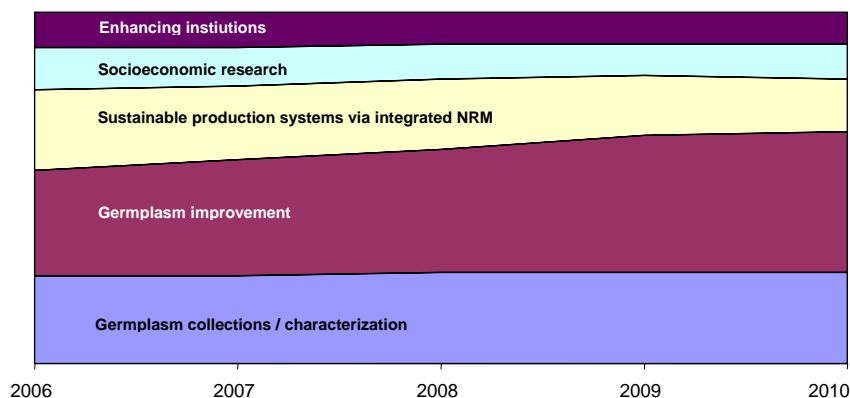 Enhancing instiutions
Socioeconomic research
Sustainable production systems via integrated NRM
Germplasm improvement
Germplasm collections / characterization
2006 2007 2008 2009 2010